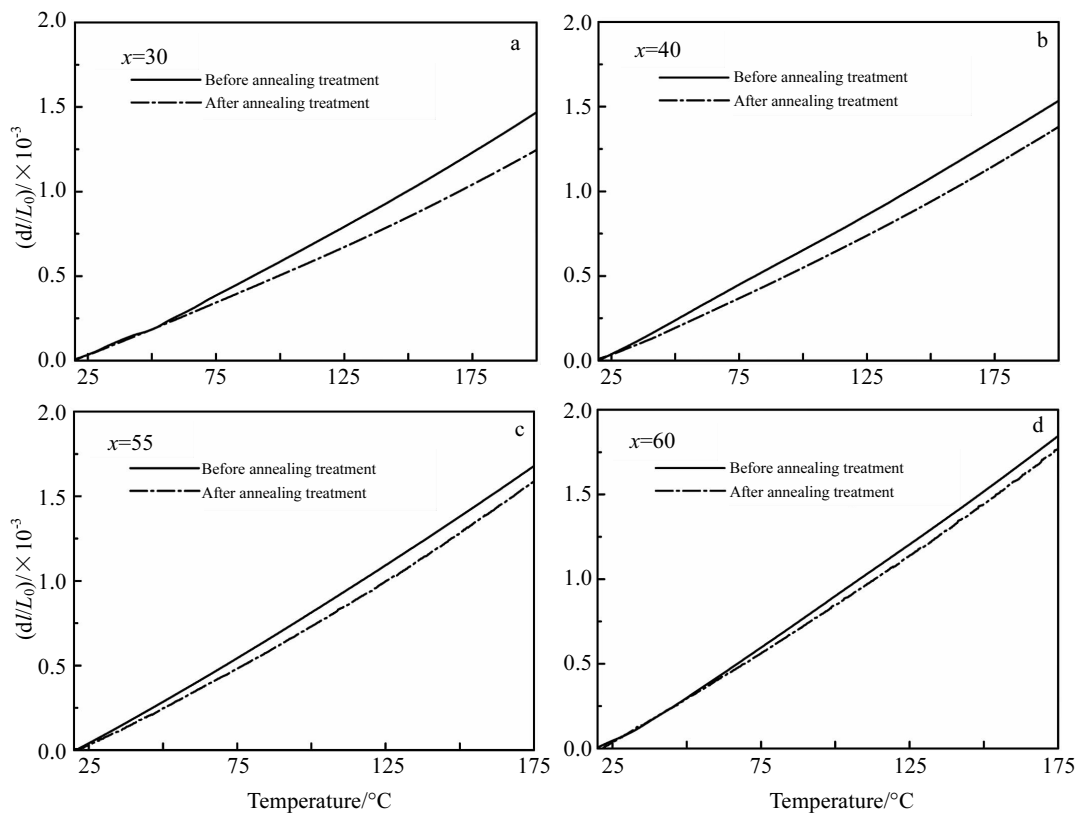 2.0
a
x=30
Before annealing treatment
After annealing treatment
1.5
1.0
0.5
0.0
25 75 125 175
(dl/L0)/×10-3
2.0
b
x=40
Before annealing treatment
After annealing treatment
1.5
1.0
0.5
0.0
25 75 125 175
2.0
c
x=55
Before annealing treatment
After annealing treatment
1.5
1.0
0.5
0.0
25 75 125 175
(dl/L0)/×10-3
Temperature/°C
2.0
d
x=60
Before annealing treatment
After annealing treatment
1.5
1.0
0.5
0.0
25 75 125 175
Temperature/°C